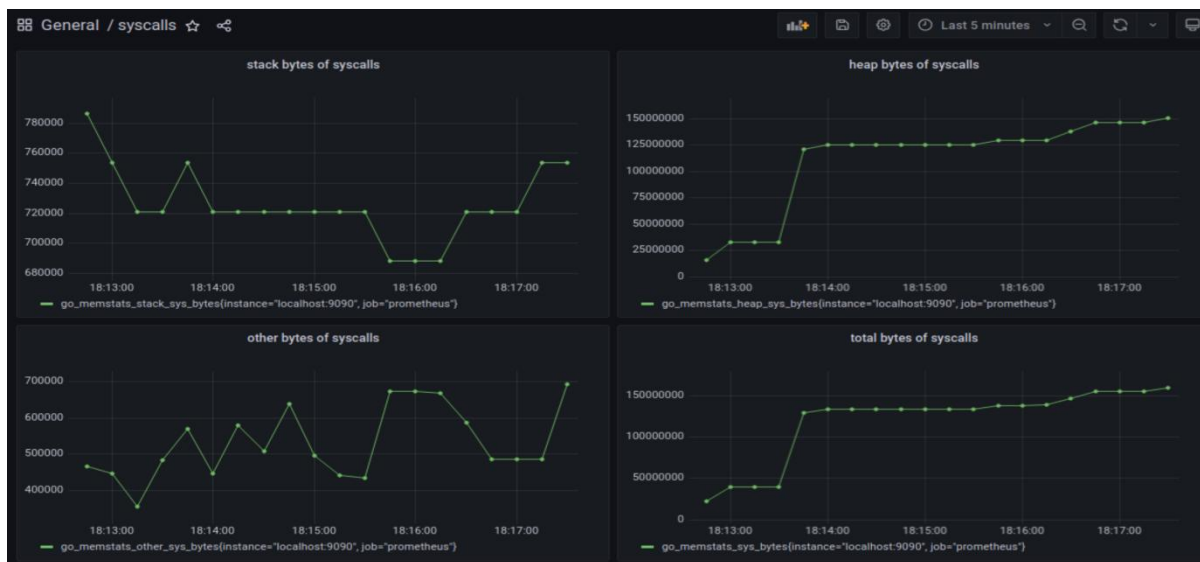 General / syscalls
Last 5 minutes
stack bytes of syscalls
780000
760000
740000
720000
700000
680000
18:13:00 18:14:00 18:15:00 18:16:00 18:17:00
go_memstats_stack_sys_bytes{instance="localhost:9090", job="prometheus"}
heap bytes of syscalls
150000000
125000000
100000000
75000000
50000000
25000000
0
18:13:00 18:14:00 18:15:00 18:16:00 18:17:00
go_memstats_heap_sys_bytes{instance="localhost:9090", job="prometheus"}
other bytes of syscalls
700000
600000
500000
400000
18:13:00 18:14:00 18:15:00 18:16:00 18:17:00
go_memstats_other_sys_bytes{instance="localhost:9090", job="prometheus"}
total bytes of syscalls
150000000
100000000
50000000
0
18:13:00 18:14:00 18:15:00 18:16:00 18:17:00
go_memstats_sys_bytes{instance="localhost:9090", job="prometheus"}